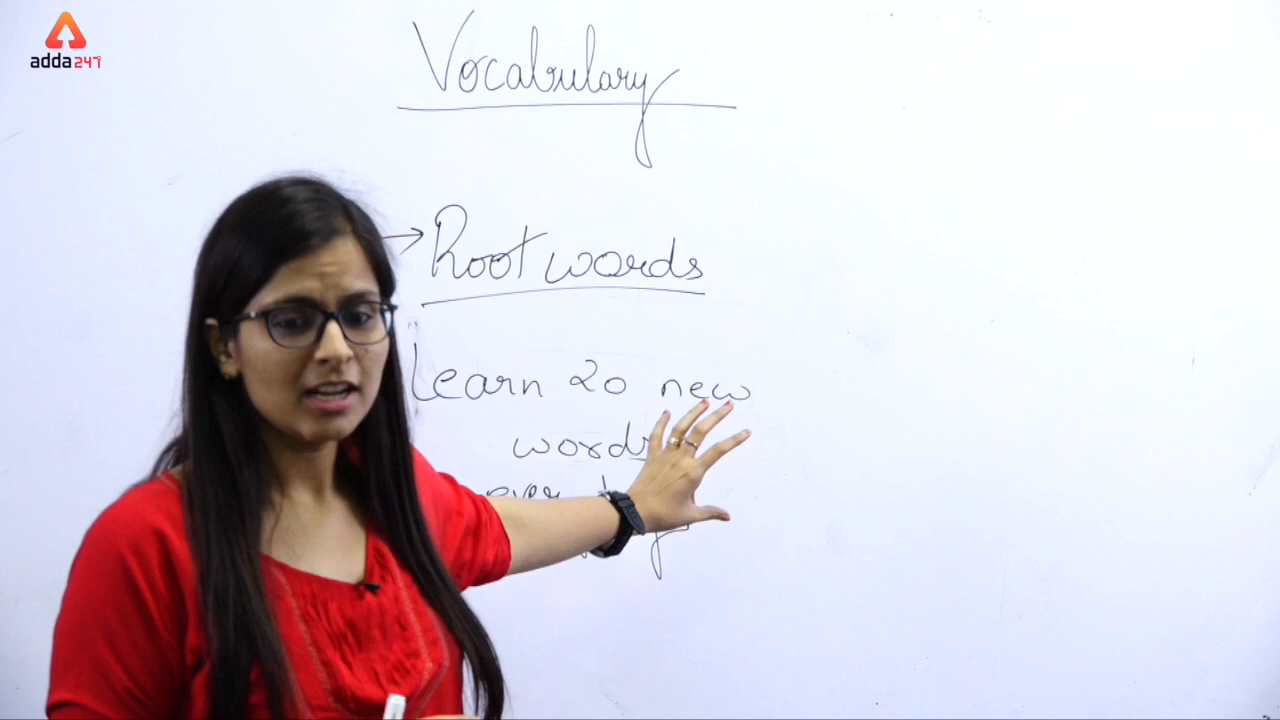 adda247
Vocabulary
→ Root words
Learn 20 new
words